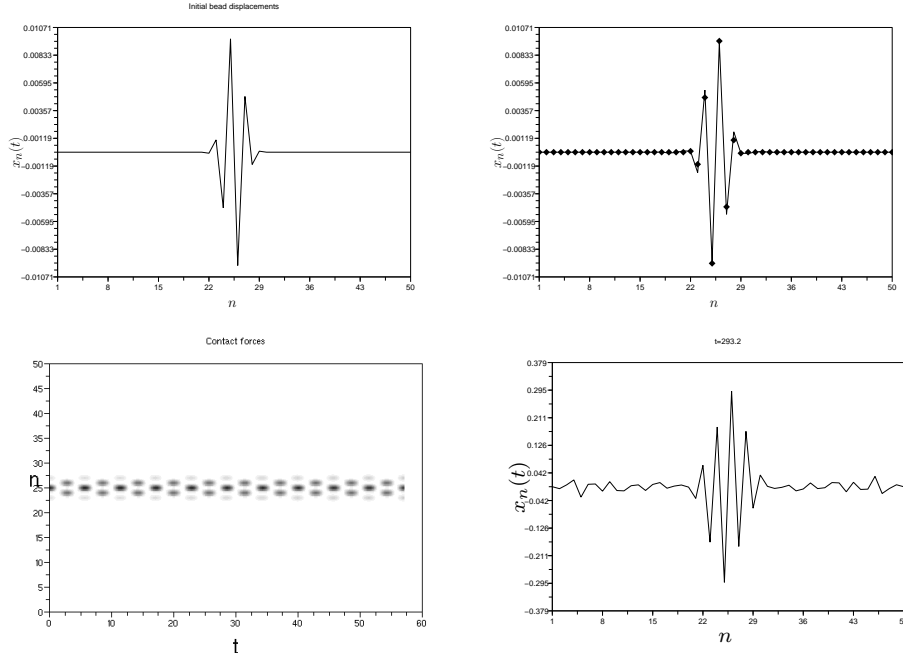 Initial bead displacements
0.01071
0.00833
0.00595
0.00357
0.00119
−0.00119
−0.00357
−0.00595
−0.00833
−0.01071
xn(t)
1 8 15 22 29 36 43 50
n
0.01071
0.00833
0.00595
0.00357
0.00119
−0.00119
−0.00357
−0.00595
−0.00833
−0.01071
xn(t)
1 8 15 22 29 36 43 50
n
Contact forces
50
45
40
35
30
25
20
15
10
5
0
n
0 10 20 30 40 50 60
t
t=293.2
0.379
0.295
0.211
0.126
0.042
−0.042
−0.126
−0.211
−0.295
−0.379
xn(t)
1 8 15 22 29 36 43 50
n